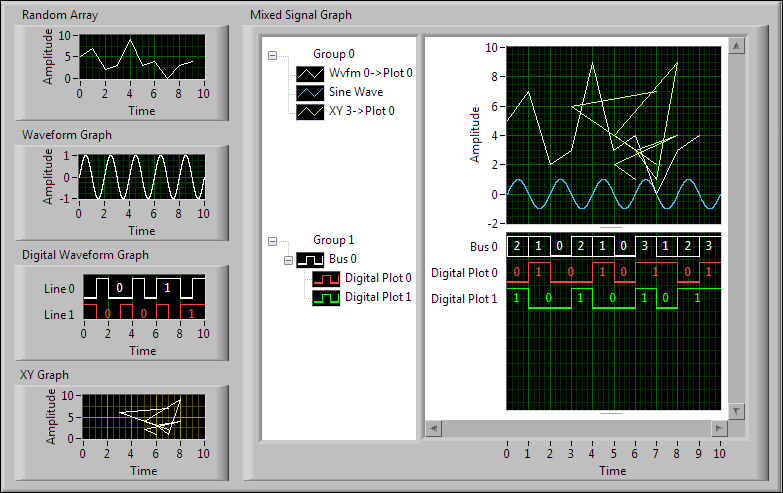 Random Array
Amplitude
10
5
0
0 2 4 6 8 10
Time
Waveform Graph
Amplitude
1
0
-1
0 2 4 6 8 10
Time
Digital Waveform Graph
Line 0 0 1
Line 1 0 0 1
0 2 4 6 8 10
Time
XY Graph
Amplitude
10
5
0
0 2 4 6 8 10
Time
Mixed Signal Graph
Group 0
Wvfm 0->Plot 0
Sine Wave
XY 3->Plot 0
Group 1
Bus 0
Digital Plot 0
Digital Plot 1
Amplitude
10
8
6
4
2
0
-2
Bus 0 2 1 0 2 1 0 3 1 2 3
Digital Plot 0 0 1 0 1 0 1
Digital Plot 1 1 0 1 0 1 0 1
0 1 2 3 4 5 6 7 8 9 10
Time